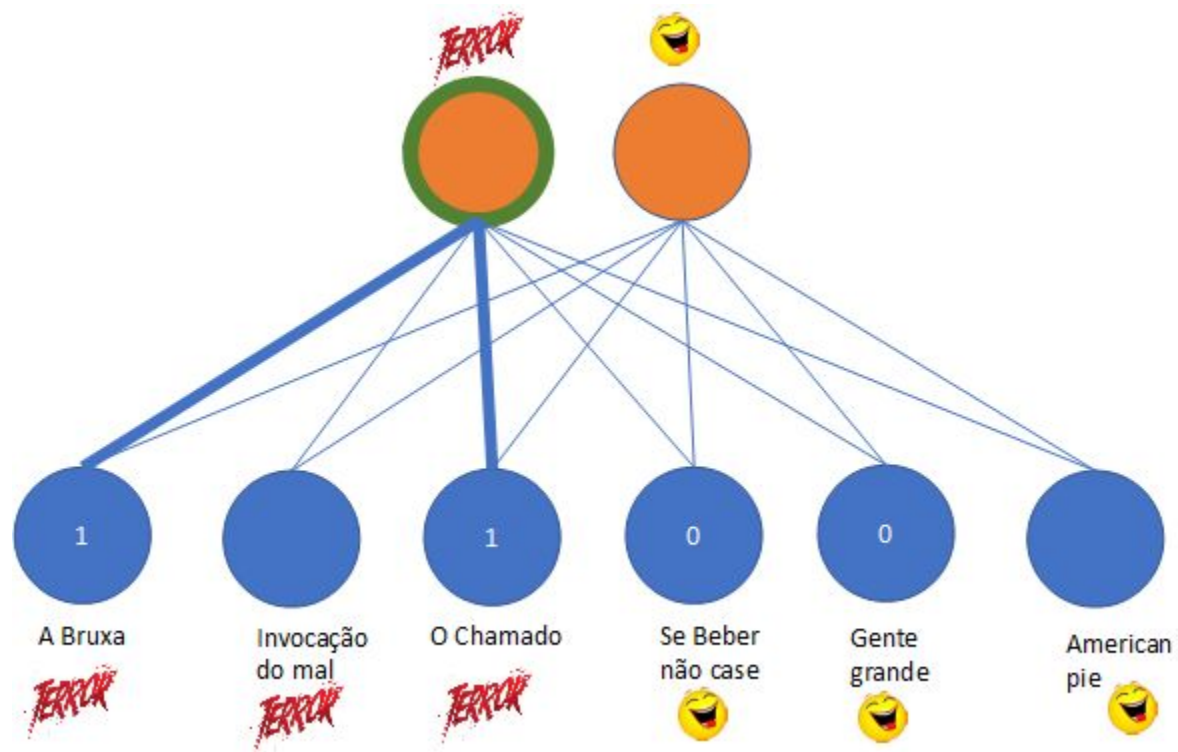 TERROR
1
1
0
0
A Bruxa
Invocação
do mal
O Chamado
Se Beber
não case
Gente
grande
American
pie
TERROR
TERROR
TERROR